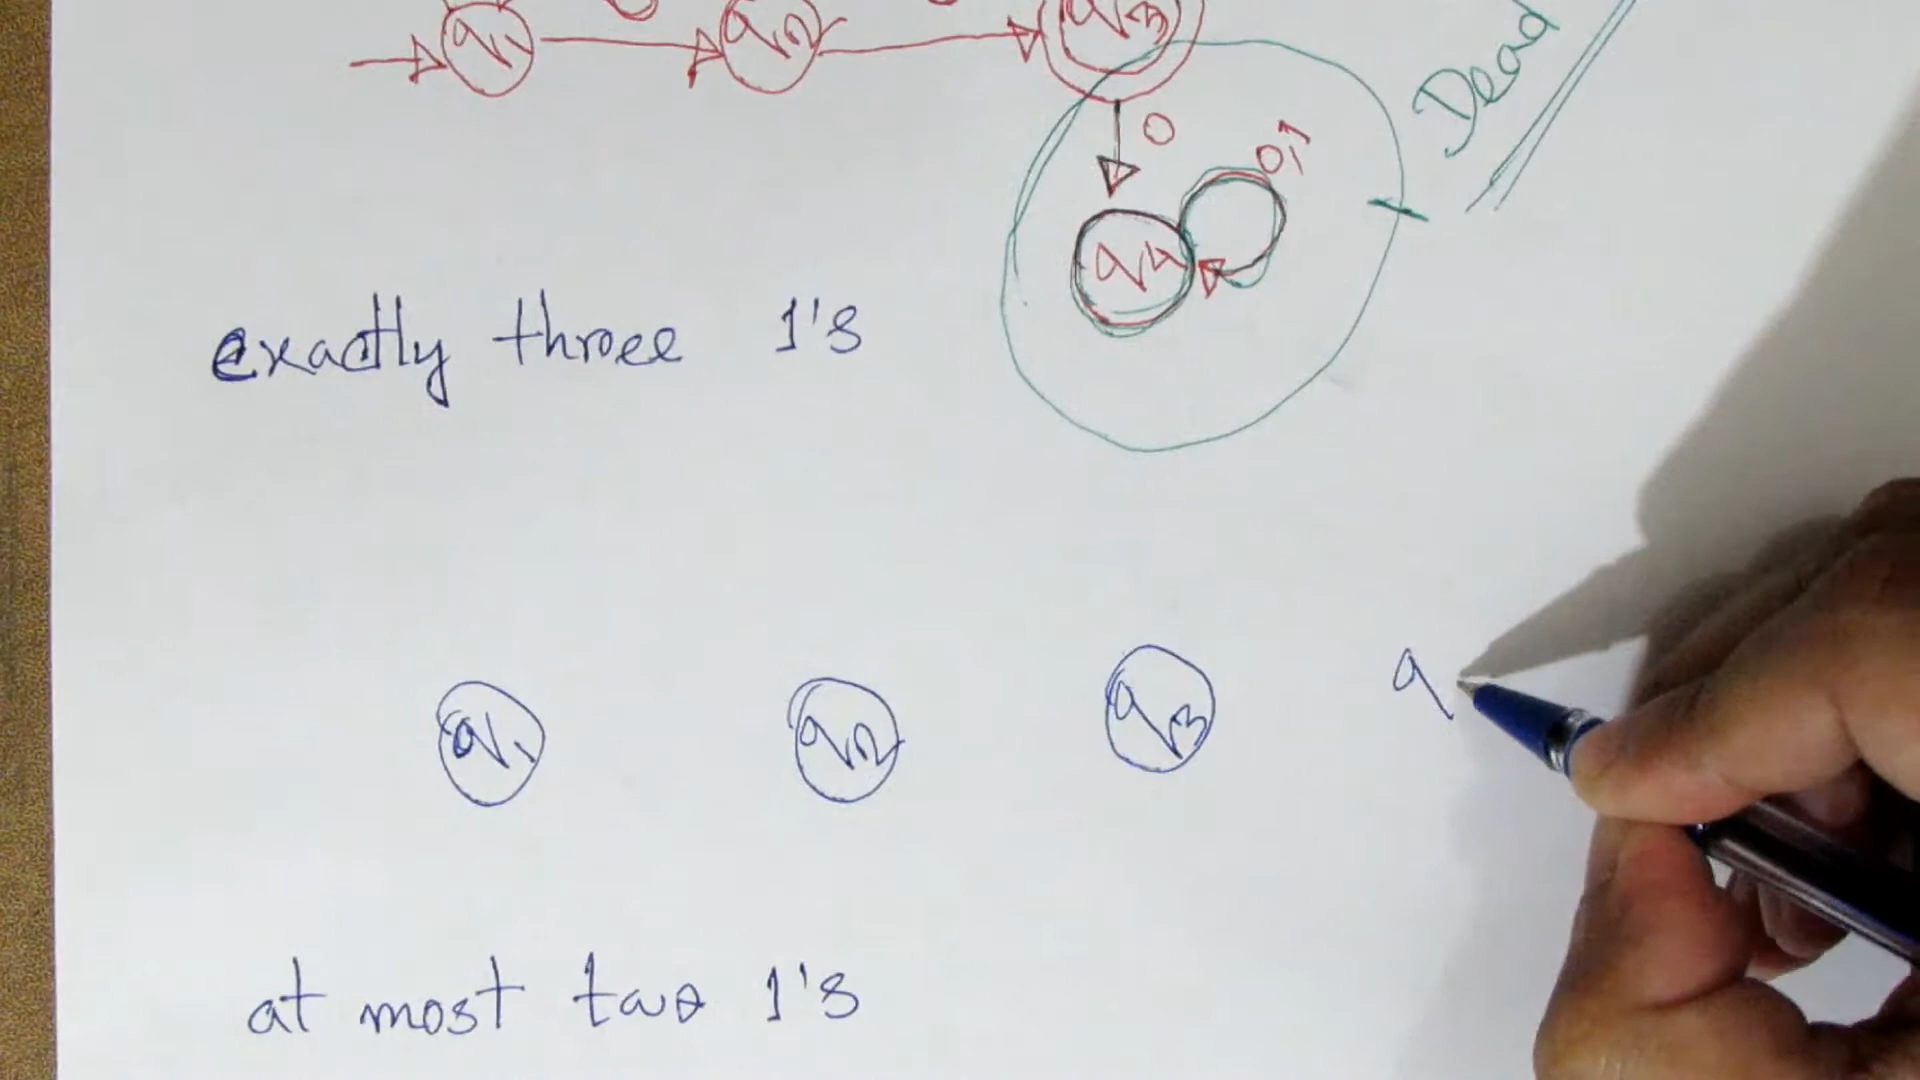 q1 q2 q3
Dead
0
0,1
q4
exactly three 1's
q1 q2 q3 q
at most two 1's